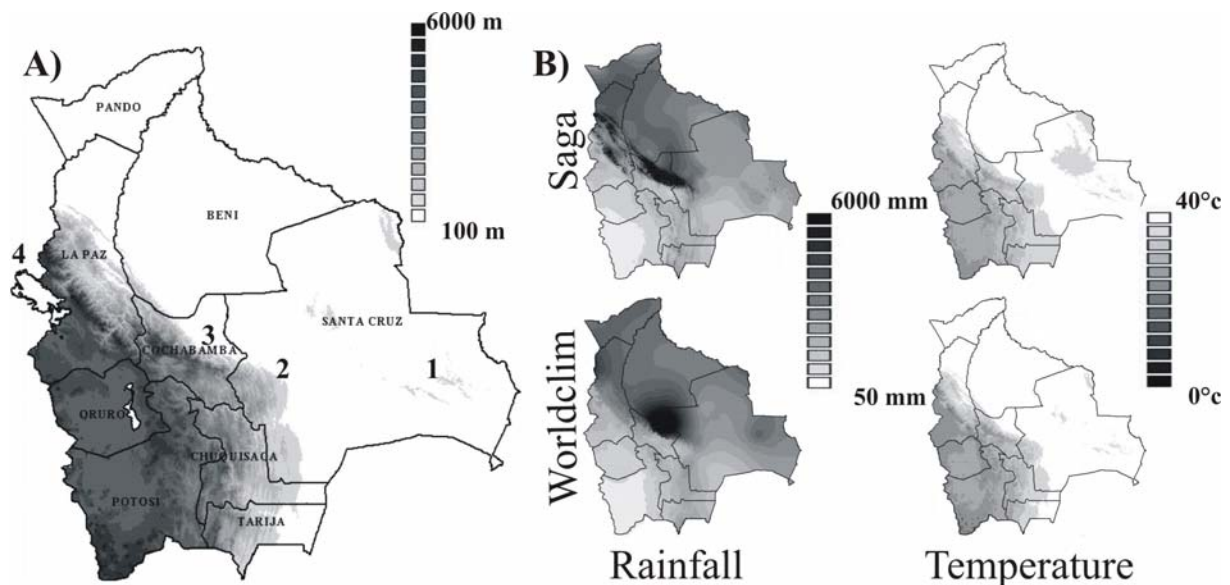 A)
6000 m
100 m
PANDO
BENI
4
LA PAZ
SANTA CRUZ
3
COCHABAMBA
2
1
ORURO
CHUQUISACA
POTOSI
TARIJA
B)
Saga
Worldclim
6000 mm
50 mm
40°c
0°c
Rainfall
Temperature